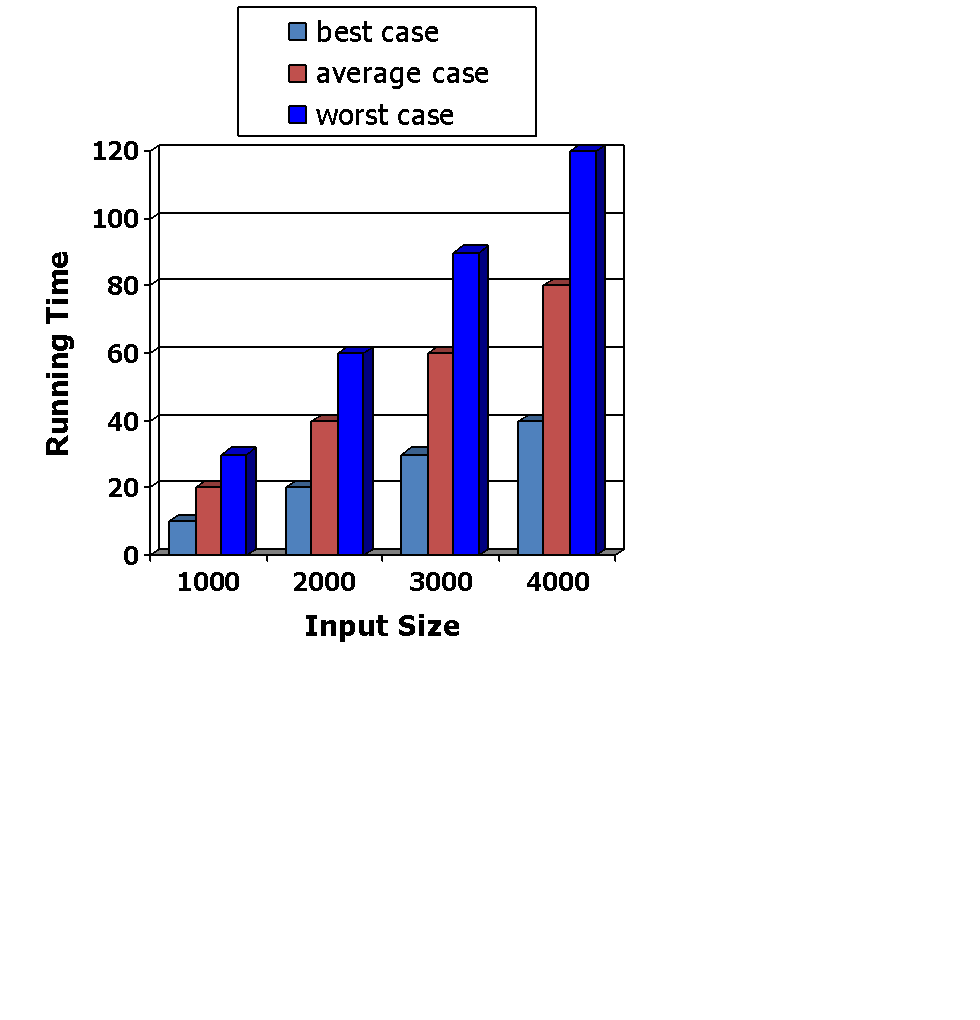 best case
average case
worst case
120
100
80
60
40
20
0
Running Time
1000 2000 3000 4000
Input Size